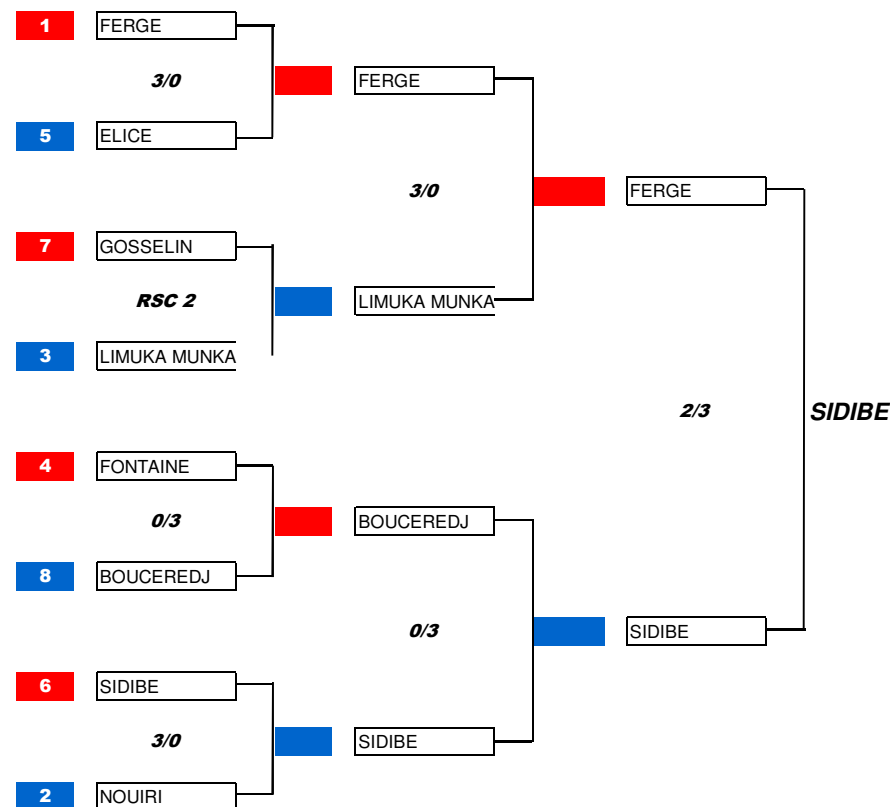 1 FERGE
3/0 FERGE
5 ELICE
3/0 FERGE
7 GOSSELIN
RSC 2 LIMUKA MUNKA
3 LIMUKA MUNKA
2/3 SIDIBE
4 FONTAINE
0/3 BOUCEREDJ
8 BOUCEREDJ
0/3 SIDIBE
6 SIDIBE
3/0 SIDIBE
2 NOUIRI